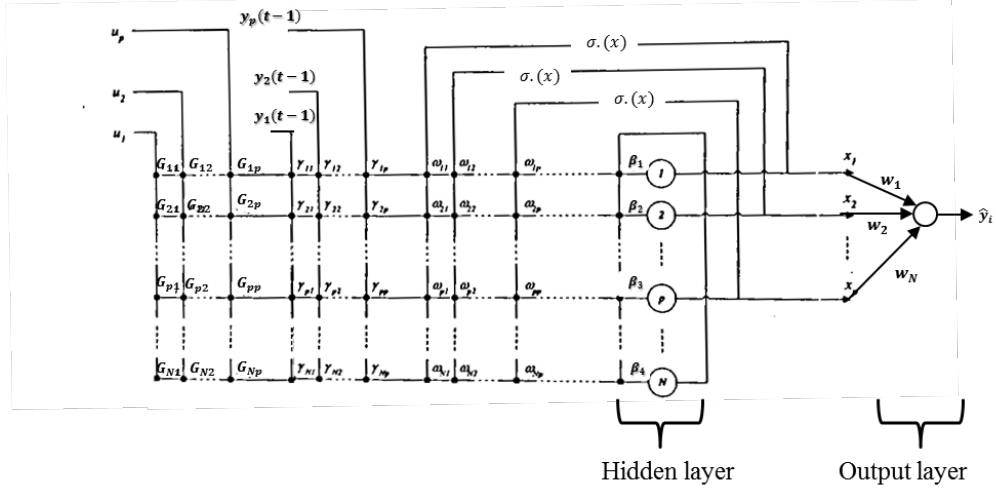 u_p y_p(t−1) σ.(x)
u_2 y_2(t−1) σ.(x)
u_1 y_1(t−1) σ.(x)
G_11 G_12 G_1p γ_11 γ_12 γ_1p ω_11 ω_12 ω_1p β_1 1 x_1 w_1
G_21 G_22 G_2p γ_21 γ_22 γ_2p ω_21 ω_22 ω_2p β_2 2 x_2 w_2 ŷ_i
G_p1 G_p2 G_pp γ_p1 γ_p2 γ_pp ω_p1 ω_p2 ω_pp β_3 p x w_N
G_N1 G_N2 G_Np γ_N1 γ_N2 γ_Np ω_N1 ω_N2 ω_Np β_4 N
Hidden layer Output layer